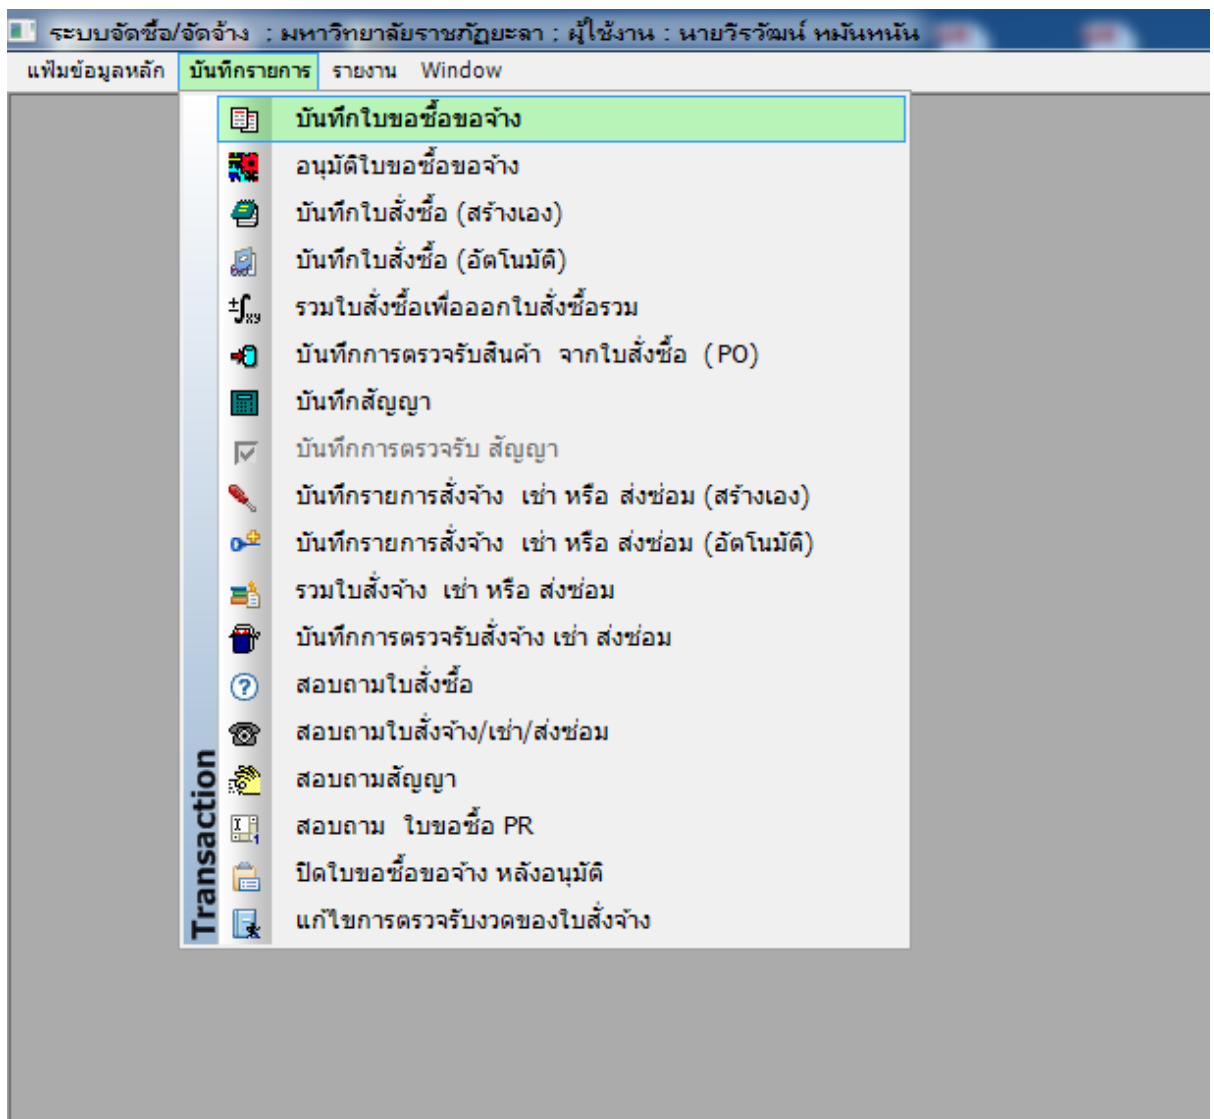 ระบบจัดซื้อ/จัดจ้าง : มหาวิทยาลัยราชภัฏยะลา : ผู้ใช้งาน : นายวีรวัฒน์ หมันหนัน
แฟ้มข้อมูลหลัก บันทึกรายการ รายงาน Window
บันทึกใบขอซื้อขอจ้าง
อนุมัติใบขอซื้อขอจ้าง
บันทึกใบสั่งซื้อ (สร้างเอง)
บันทึกใบสั่งซื้อ (อัตโนมัติ)
รวมใบสั่งซื้อเพื่อออกใบสั่งซื้อรวม
บันทึกการตรวจรับสินค้า จากใบสั่งซื้อ (PO)
บันทึกสัญญา
บันทึกการตรวจรับ สัญญา
บันทึกรายการสั่งจ้าง เช่า หรือ ส่งซ่อม (สร้างเอง)
บันทึกรายการสั่งจ้าง เช่า หรือ ส่งซ่อม (อัตโนมัติ)
รวมใบสั่งจ้าง เช่า หรือ ส่งซ่อม
บันทึกการตรวจรับสั่งจ้าง เช่า ส่งซ่อม
สอบถามใบสั่งซื้อ
สอบถามใบสั่งจ้าง/เช่า/ส่งซ่อม
สอบถามสัญญา
สอบถาม ใบขอซื้อ PR
ปิดใบขอซื้อขอจ้าง หลังอนุมัติ
แก้ไขการตรวจรับงวดของใบสั่งจ้าง
Transaction